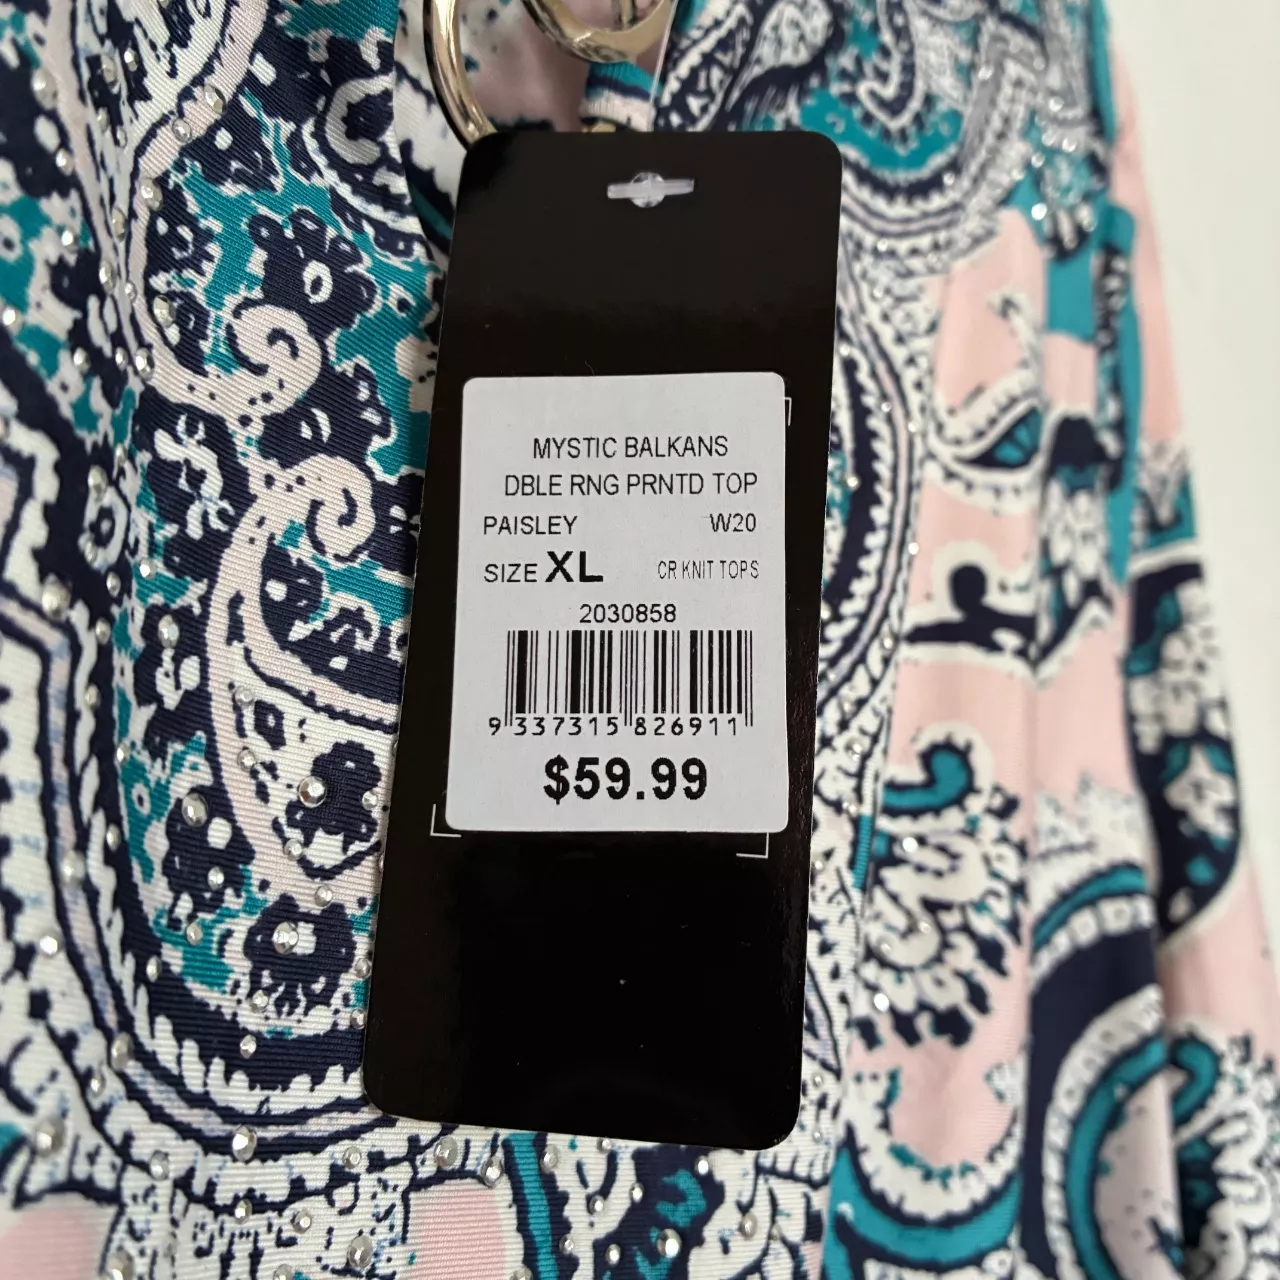 MYSTIC BALKANS
DBLE RNG PRNTD TOP
PAISLEY W20
SIZE XL CR KNIT TOPS
2030858
9 337315 826911
$59.99